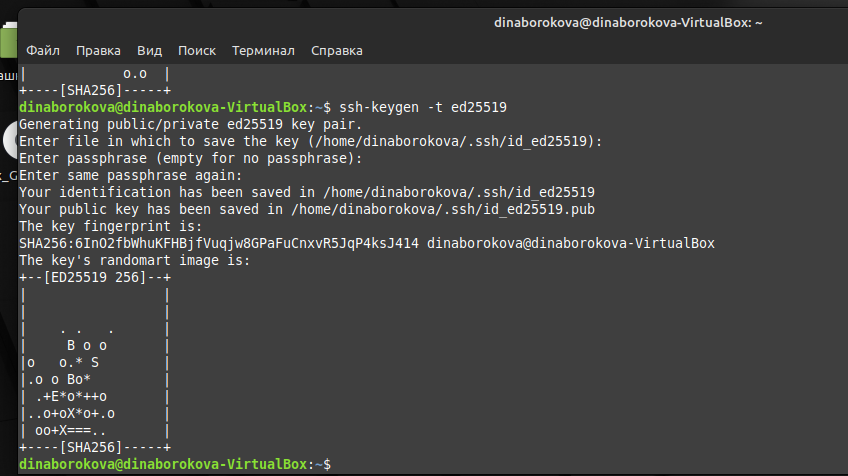 dinaborokova@dinaborokova-VirtualBox: ~
Файл Правка Вид Поиск Терминал Справка
|            o.o  |
+----[SHA256]-----+
dinaborokova@dinaborokova-VirtualBox:~$ ssh-keygen -t ed25519
Generating public/private ed25519 key pair.
Enter file in which to save the key (/home/dinaborokova/.ssh/id_ed25519):
Enter passphrase (empty for no passphrase):
Enter same passphrase again:
Your identification has been saved in /home/dinaborokova/.ssh/id_ed25519
Your public key has been saved in /home/dinaborokova/.ssh/id_ed25519.pub
The key fingerprint is:
SHA256:6InO2fbWhuKFHBjfVuqjw8GPaFuCnxvR5JqP4ksJ414 dinaborokova@dinaborokova-VirtualBox
The key's randomart image is:
+--[ED25519 256]--+
|                 |
|                 |
|    . .   .      |
|     B o o       |
|o   o.* S        |
|.o o Bo*         |
| .+E*o*++o       |
|..o+oX*o+.o      |
| oo+X===..       |
+----[SHA256]-----+
dinaborokova@dinaborokova-VirtualBox:~$